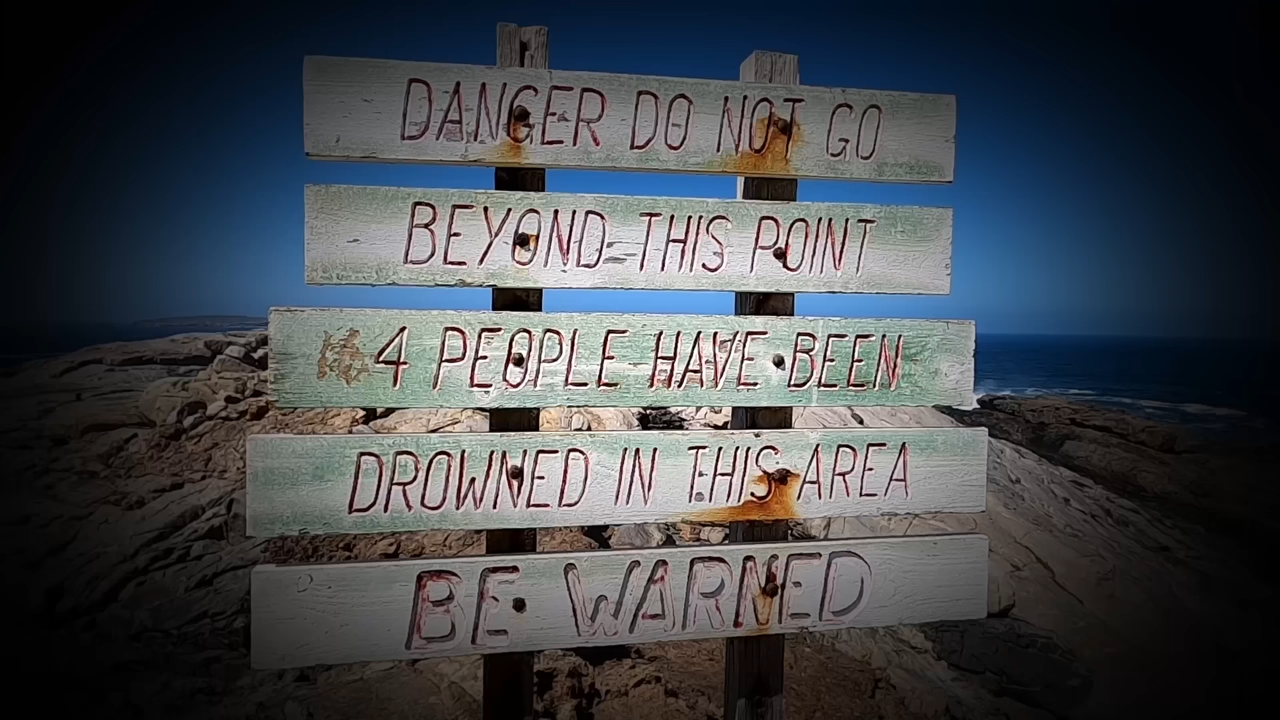 DANGER DO NOT GO
BEYOND THIS POINT
4 PEOPLE HAVE BEEN
DROWNED IN THIS AREA
BE WARNED